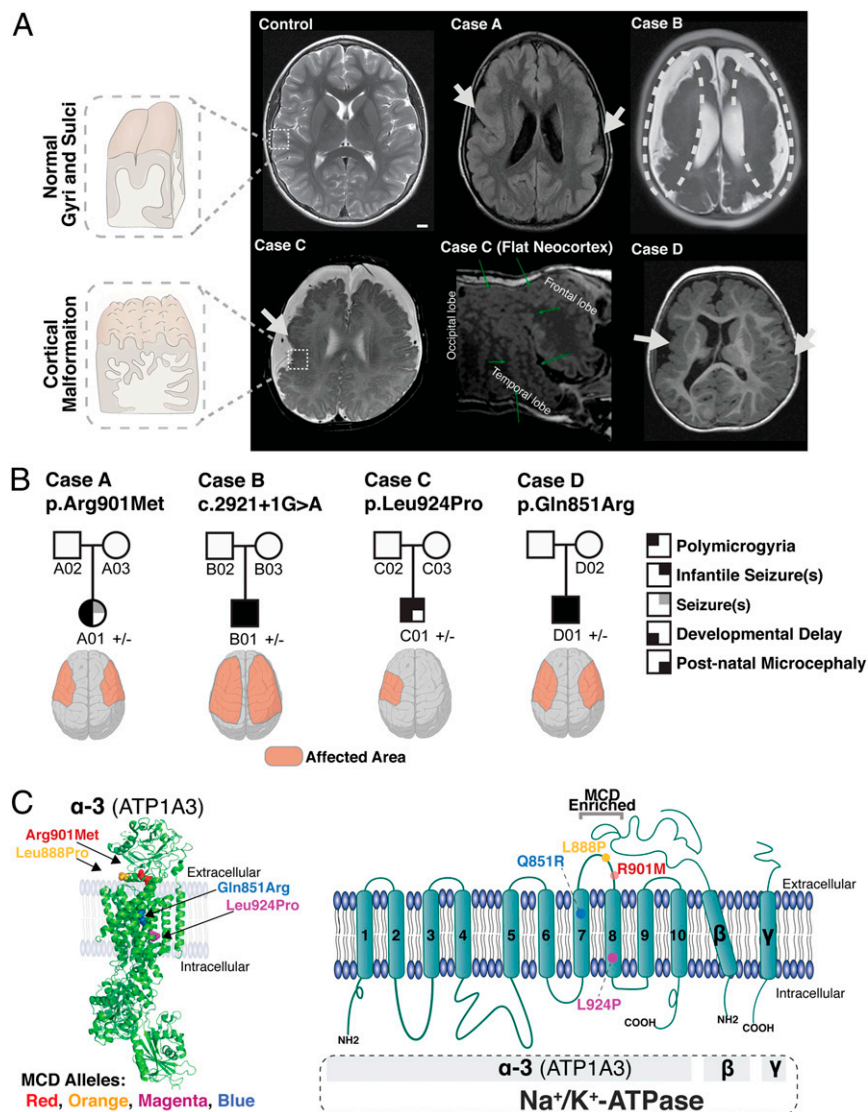 A
Control
Case A
Case B
Normal
Gyri and Sulci
Case C
Case C (Flat Neocortex)
Case D
Occipital lobe
Frontal lobe
Temporal lobe
Cortical
Malformaiton
B
Case A
p.Arg901Met
Case B
c.2921+1G>A
Case C
p.Leu924Pro
Case D
p.Gln851Arg
A02 A03
B02 B03
C02 C03
D02
A01 +/-
B01 +/-
C01 +/-
D01 +/-
Polymicrogyria
Infantile Seizure(s)
Seizure(s)
Developmental Delay
Post-natal Microcephaly
Affected Area
C
α-3 (ATP1A3)
Arg901Met
Leu888Pro
Extracellular
Gln851Arg
Leu924Pro
Intracellular
MCD Alleles:
Red, Orange, Magenta, Blue
MCD
Enriched
L888P
Q851R
R901M
Extracellular
1 2 3 4 5 6 7 8 9 10 β γ
Intracellular
L924P
NH2
COOH
NH2
COOH
α-3 (ATP1A3) β γ
Na+/K+-ATPase